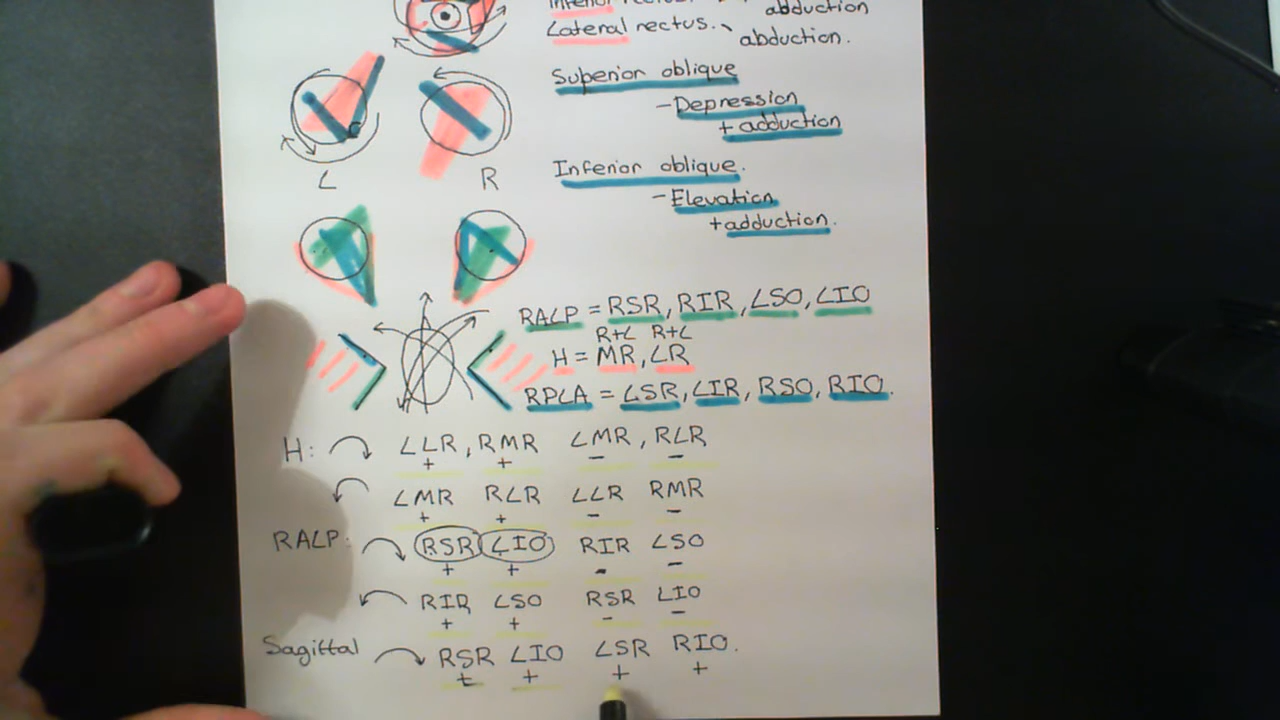 Inferior rectus.
abduction
Lateral rectus.
abduction.
Superior oblique
- Depression
+ adduction
Inferior oblique.
- Elevation
+ adduction.
L R
RALP = RSR, RIR, LSO, LIO
R+L R+L
H = MR, LR
RPLA = LSR, LIR, RSO, RIO.
H: LLR, RMR LMR, RLR
+ + - -
LMR RLR LLR RMR
+ + - -
RALP: RSR LIO RIR LSO
+ + - -
RIR LSO RSR LIO
+ + - -
Sagittal RSR LIO LSR RIO.
+ + + +